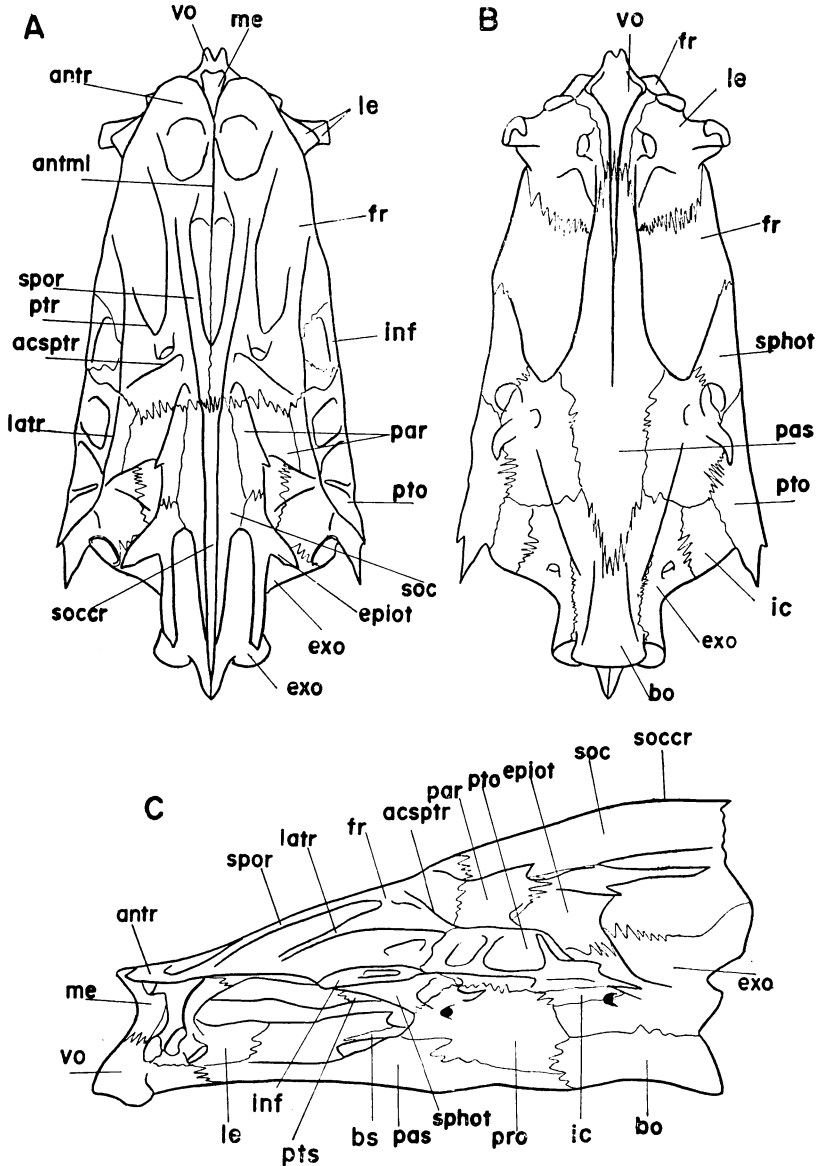 A
vo
me
antr
le
antml
fr
spor
ptr
acsptr
inf
latr
par
pto
soccr
soc
epiot
exo
exo
B
vo
fr
le
fr
sphot
pas
pto
ic
exo
bo
C
soccr
soc
epiot
pto
par
acsptr
fr
latr
spor
antr
me
vo
exo
le
inf
pts
bs
pas
sphot
pro
ic
bo